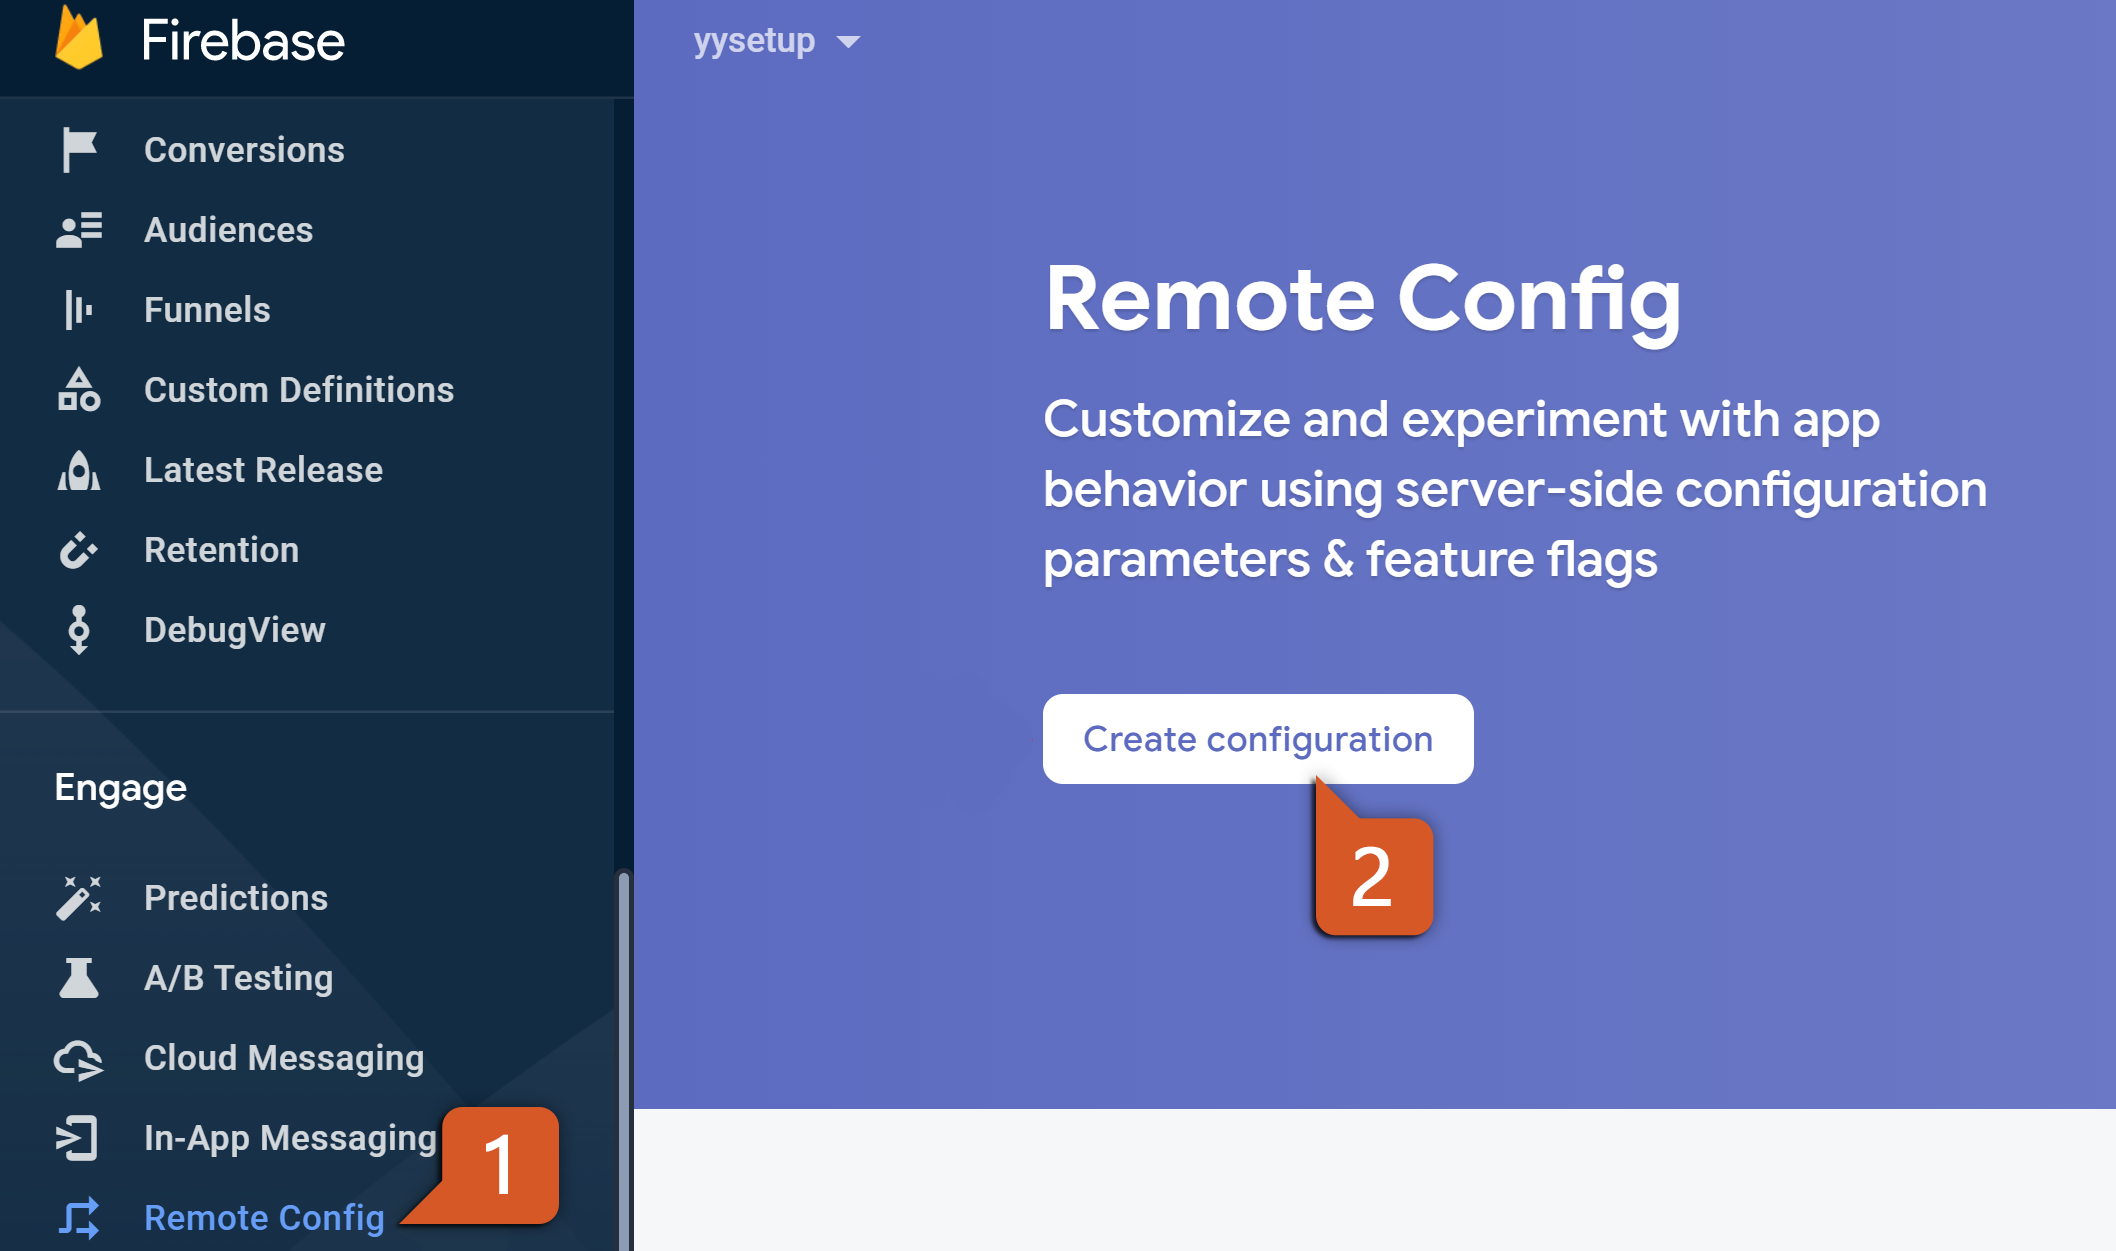 Firebase
Conversions
Audiences
Funnels
Custom Definitions
Latest Release
Retention
DebugView
Engage
Predictions
A/B Testing
Cloud Messaging
In-App Messaging
1
Remote Config
yysetup
Remote Config
Customize and experiment with app
behavior using server-side configuration
parameters & feature flags
Create configuration
2